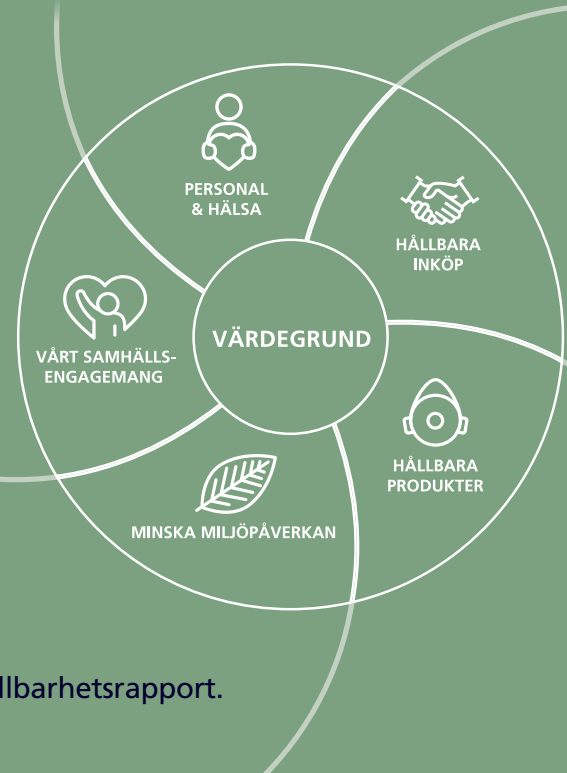 PERSONAL
& HÄLSA
HÅLLBARA
INKÖP
VÄRDEGRUND
VÅRT SAMHÄLLS-
ENGAGEMANG
HÅLLBARA
PRODUKTER
MINSKA MILJÖPÅVERKAN
llbarhetsrapport.